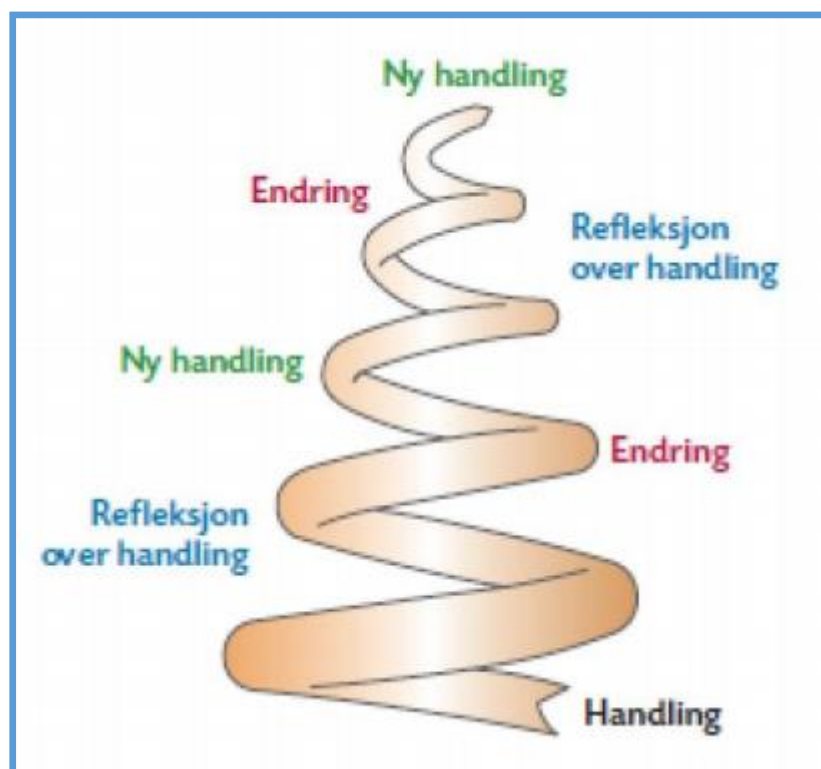 Ny handling
Endring
Refleksjon
over handling
Ny handling
Endring
Refleksjon
over handling
Handling